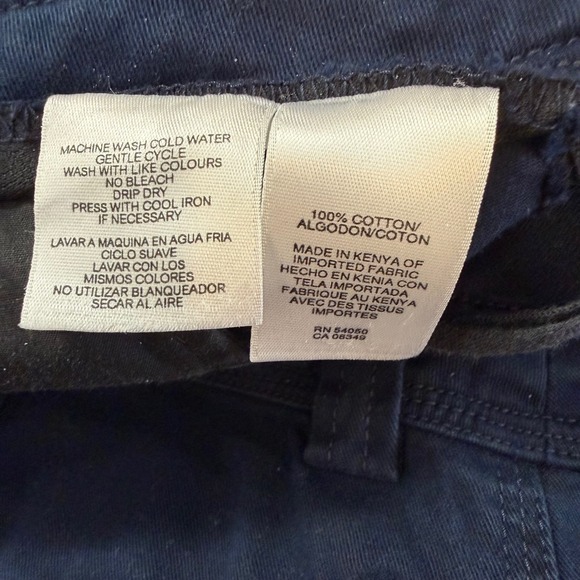 MACHINE WASH COLD WATER
GENTLE CYCLE
WASH WITH LIKE COLOURS
NO BLEACH
DRIP DRY
PRESS WITH COOL IRON
IF NECESSARY
LAVAR A MAQUINA EN AGUA FRIA
CICLO SUAVE
LAVAR CON LOS
MISMOS COLORES
NO UTILIZAR BLANQUEADOR
SECAR AL AIRE
100% COTTON/
ALGODON/COTON
MADE IN KENYA OF
IMPORTED FABRIC
HECHO EN KENIA CON
TELA IMPORTADA
FABRIQUE AU KENYA
AVEC DES TISSUS
IMPORTES
RN 54050
CA 08349